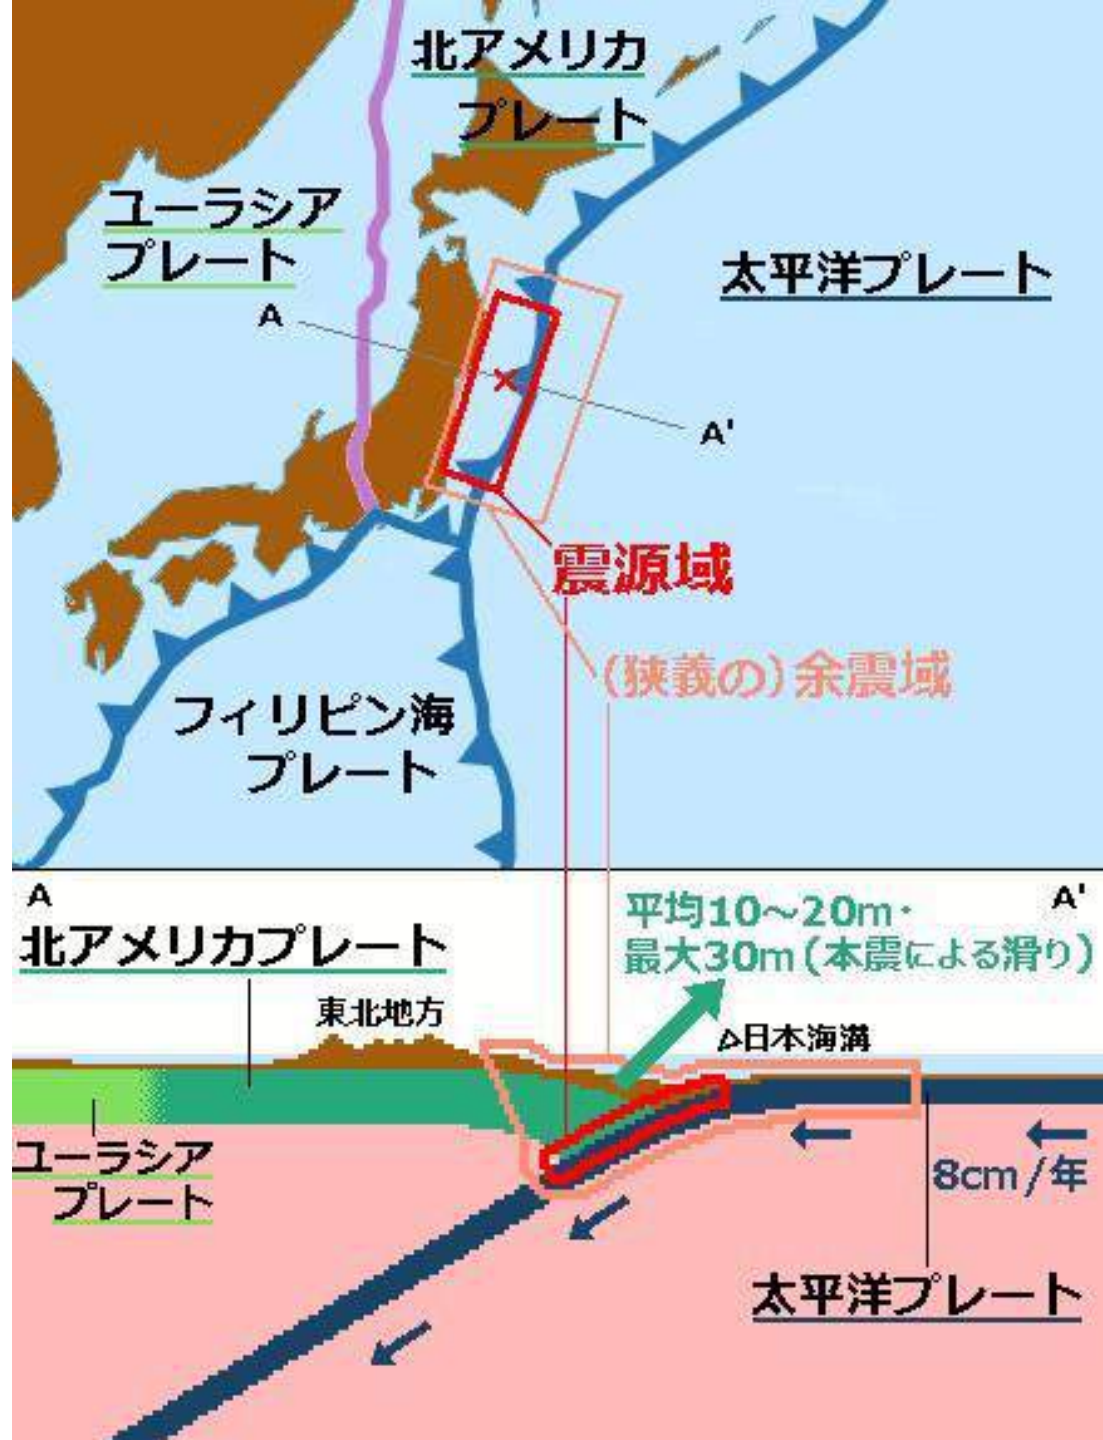 北アメリカ
プレート
ユーラシア
プレート
太平洋プレート
A
A'
震源域
(狭義の)余震域
フィリピン海
プレート
A
A'
北アメリカプレート
平均10～20m・
最大30m(本震による滑り)
東北地方
日本海溝
ユーラシア
プレート
8cm/年
太平洋プレート